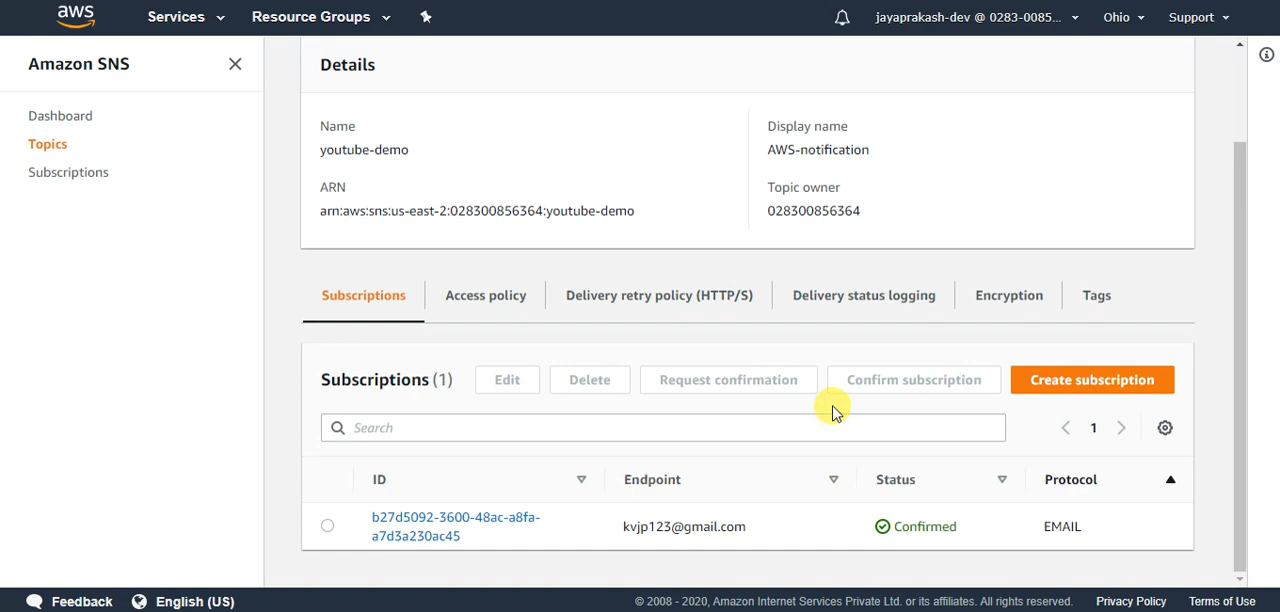 aws Services Resource Groups jayaprakash-dev @ 0283-0085... Ohio Support
Amazon SNS
Dashboard
Topics
Subscriptions
Details
Name
youtube-demo
Display name
AWS-notification
ARN
arn:aws:sns:us-east-2:028300856364:youtube-demo
Topic owner
028300856364
Subscriptions Access policy Delivery retry policy (HTTP/S) Delivery status logging Encryption Tags
Subscriptions (1) Edit Delete Request confirmation Confirm subscription Create subscription
Search 1
ID Endpoint Status Protocol
b27d5092-3600-48ac-a8fa-
a7d3a230ac45
kvjp123@gmail.com Confirmed EMAIL
Feedback English (US) © 2008 - 2020, Amazon Internet Services Private Ltd. or its affiliates. All rights reserved. Privacy Policy Terms of Use